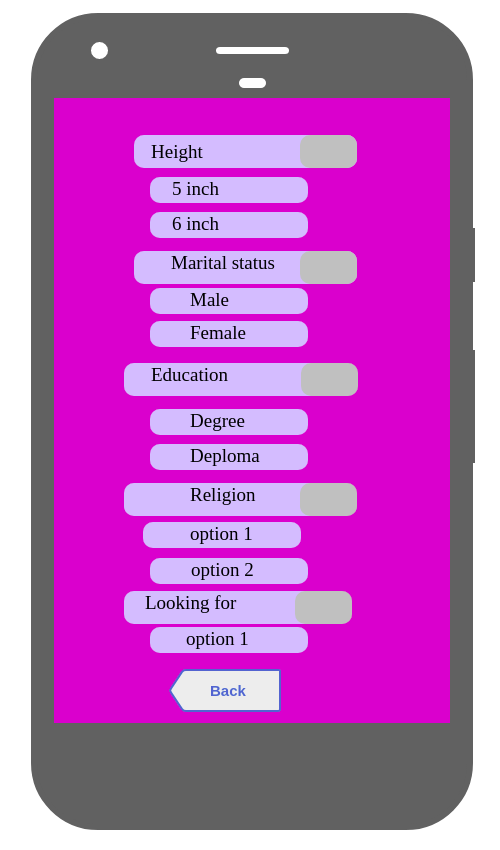 Height
5 inch
6 inch
Marital status
Male
Female
Education
Degree
Deploma
Religion
option 1
option 2
Looking for
option 1
Back